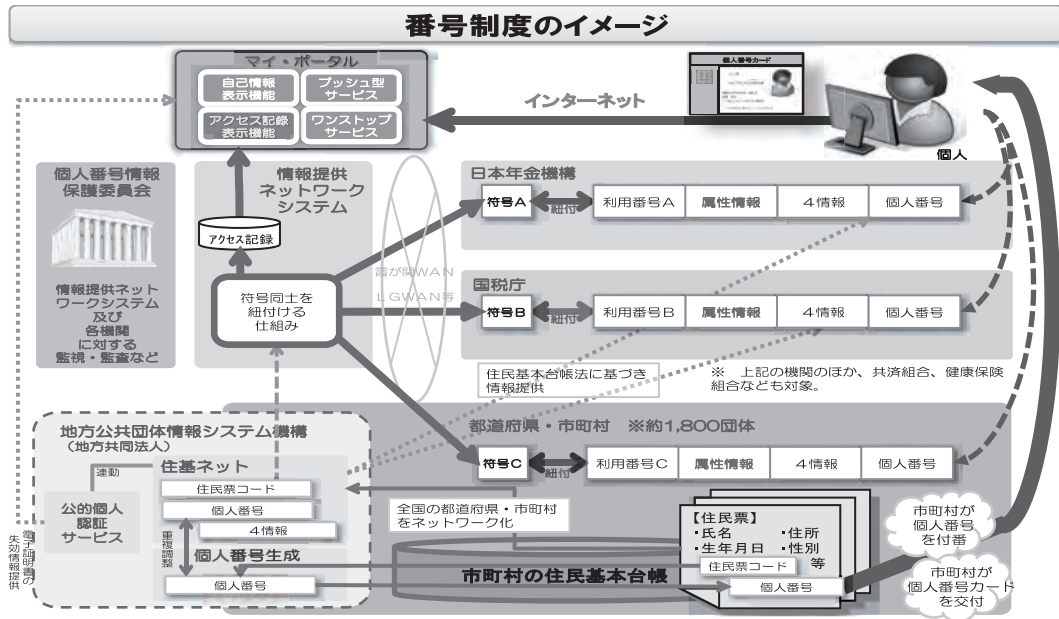 番号制度のイメージ
マイ・ポータル
自己情報
表示機能
プッシュ型
サービス
アクセス記録
表示機能
ワンストップ
サービス
インターネット
個人番号カード
個人
個人番号情報
保護委員会
情報提供ネット
ワークシステム
及び
各機関
に対する
監視・監査など
情報提供
ネットワーク
システム
アクセス記録
符号同士を
紐付ける
仕組み
霞が関WAN
LGWAN等
日本年金機構
符号A
紐付
利用番号A
属性情報
4情報
個人番号
国税庁
符号B
紐付
利用番号B
属性情報
4情報
個人番号
住民基本台帳法に基づき
情報提供
※ 上記の機関のほか、共済組合、健康保険
組合なども対象。
都道府県・市町村 ※約1,800団体
符号C
紐付
利用番号C
属性情報
4情報
個人番号
地方公共団体情報システム機構
(地方共同法人)
連動
公的個人
認証
サービス
住基ネット
住民票コード
個人番号
4情報
重複調整
個人番号生成
個人番号
電子証明書の
失効情報提供
全国の都道府県・市町村
をネットワーク化
市町村の住民基本台帳
【住民票】
・氏名 ・住所
・生年月日 ・性別
等
住民票コード
個人番号
市町村が
個人番号
を付番
市町村が
個人番号カード
を交付